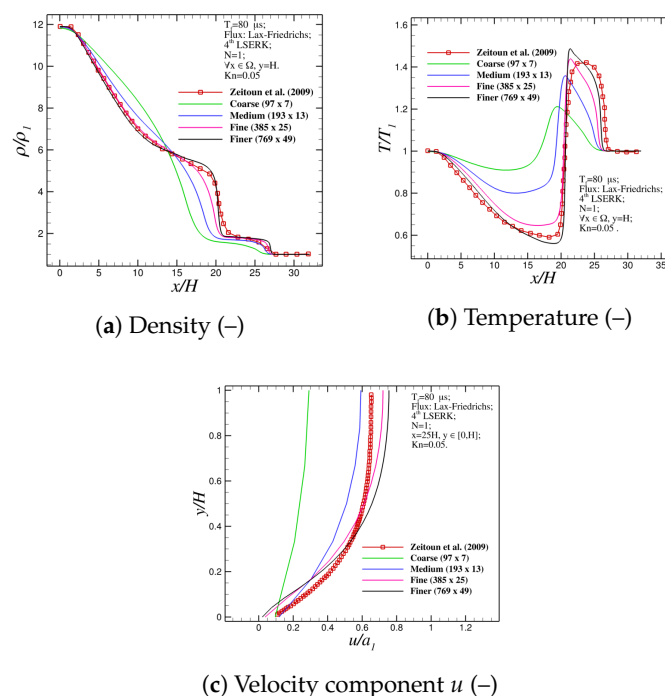 12
10
8
6
4
2
ρ/ρ1
T_f=80 μs;
Flux: Lax-Friedrichs;
4th LSERK;
N=1;
∀x ∈ Ω, y=H.
Kn=0.05
Zeitoun et al. (2009)
Coarse (97 x 7)
Medium (193 x 13)
Fine (385 x 25)
Finer (769 x 49)
0 5 10 15 20 25 30
x/H
(a) Density (–)
1.6
1.4
1.2
1.0
0.8
0.6
T/T1
Zeitoun et al. (2009)
Coarse (97 x 7)
Medium (193 x 13)
Fine (385 x 25)
Finer (769 x 49)
T_f=80 μs;
Flux: Lax-Friedrichs;
4th LSERK
N=1;
∀x ∈ Ω, y=H;
Kn=0.05 .
0 5 10 15 20 25 30 35
x/H
(b) Temperature (–)
1
0.8
0.6
0.4
0.2
0
y/H
T_f=80 μs;
Flux: Lax-Friedrichs;
4th LSERK
N=1;
x=25H, y ∈ [0,H];
Kn=0.05.
Zeitoun et al. (2009)
Coarse (97 x 7)
Medium (193 x 13)
Fine (385 x 25)
Finer (769 x 49)
0 0.2 0.4 0.6 0.8 1 1.2
u/a1
(c) Velocity component u (–)